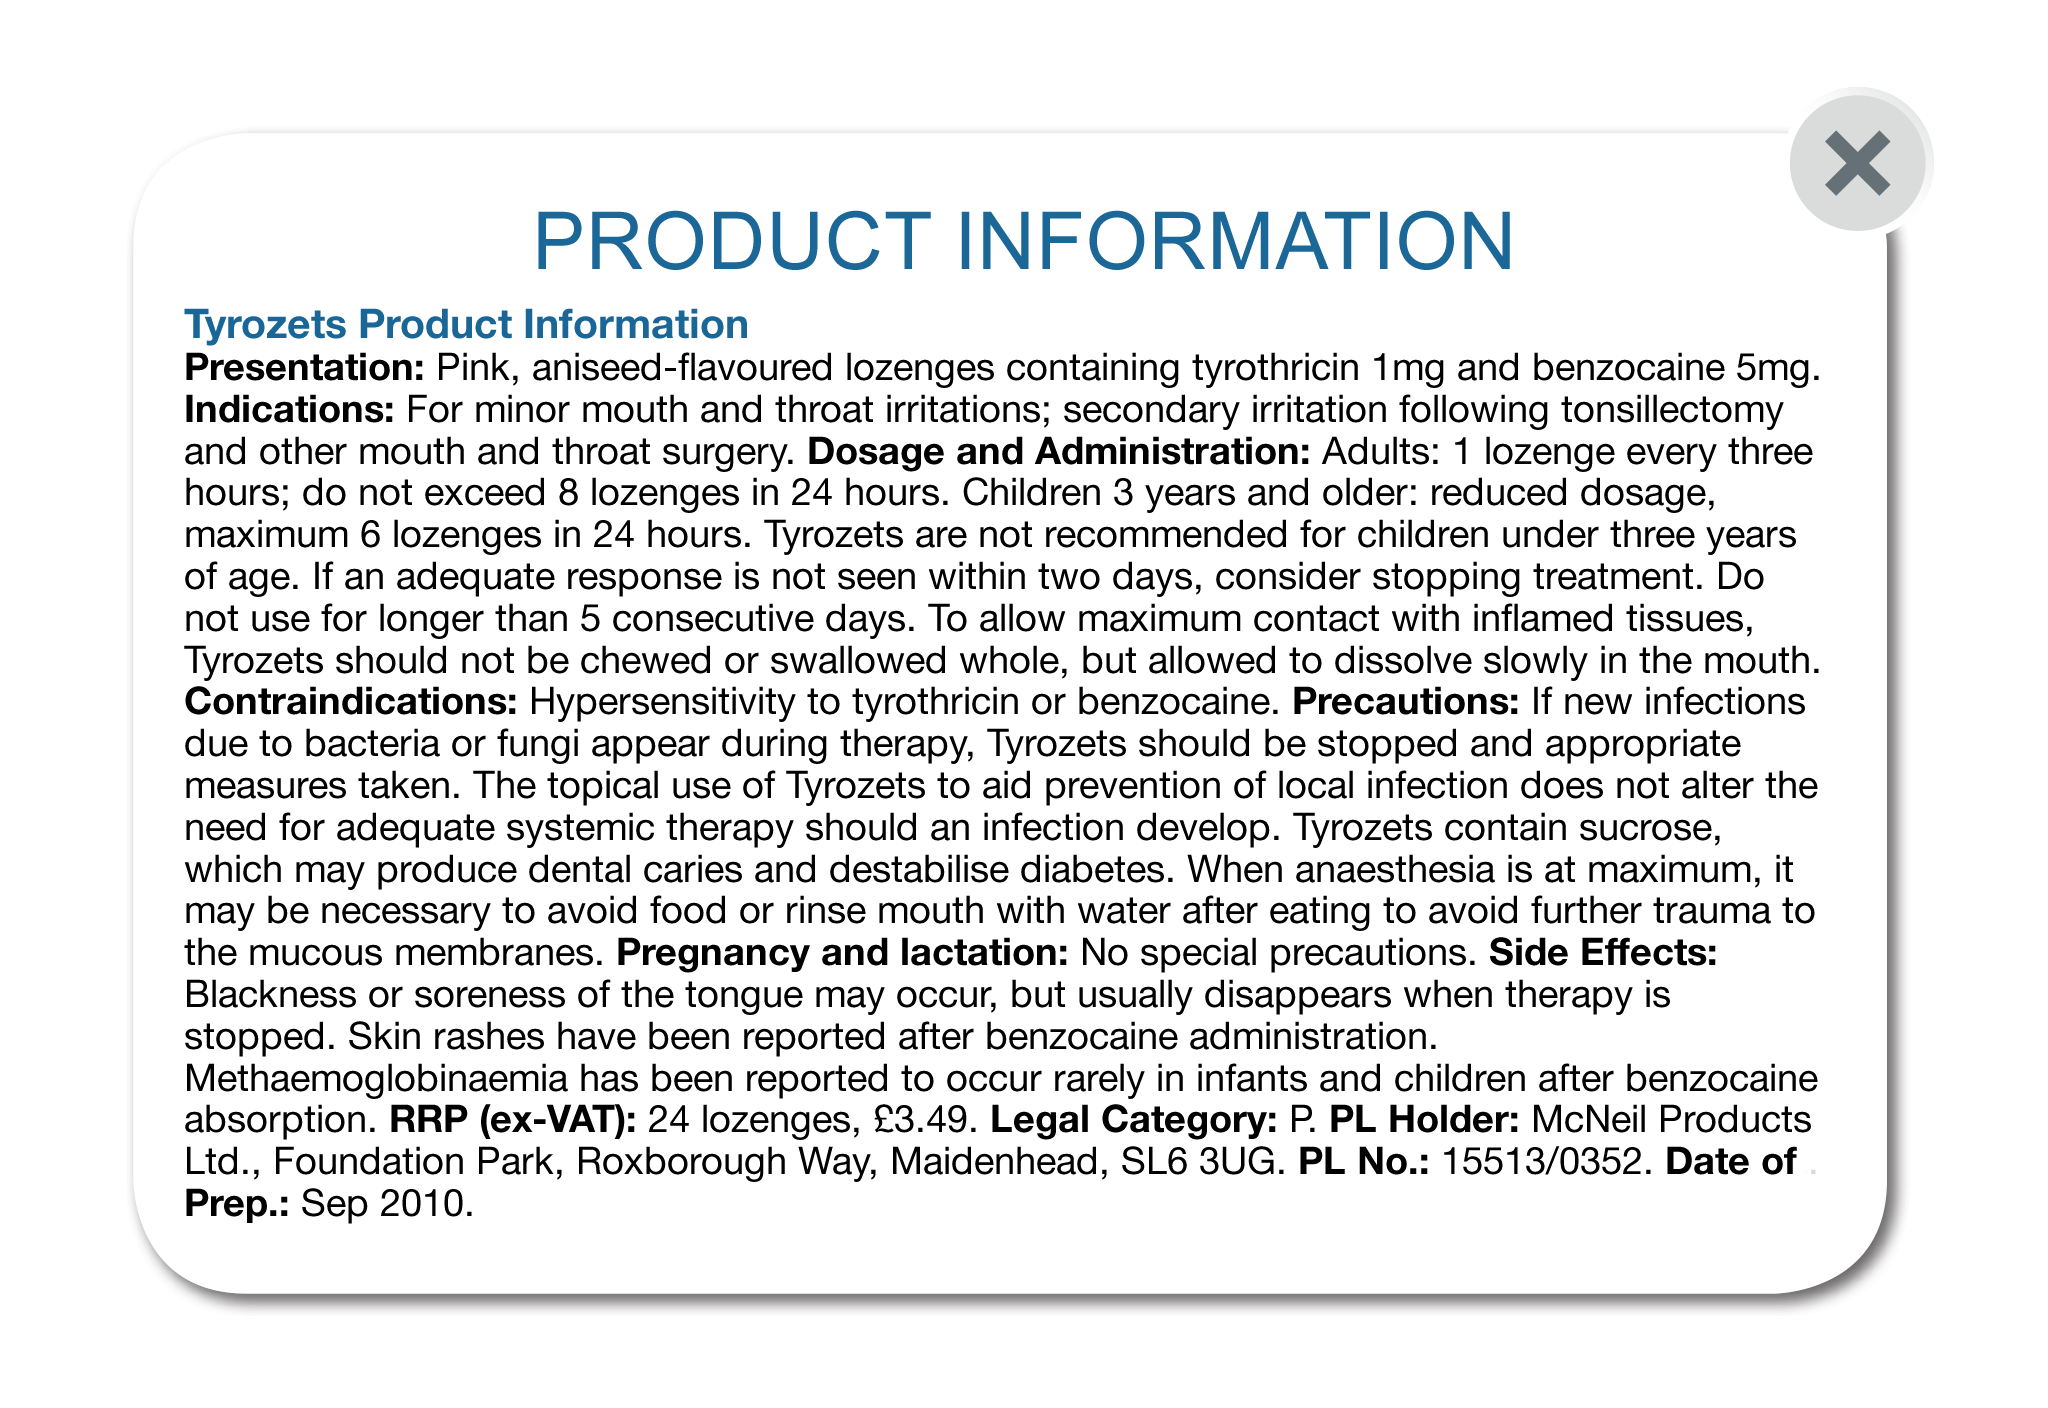 PRODUCT INFORMATION
Tyrozets Product Information
Presentation: Pink, aniseed-flavoured lozenges containing tyrothricin 1mg and benzocaine 5mg.
Indications: For minor mouth and throat irritations; secondary irritation following tonsillectomy
and other mouth and throat surgery. Dosage and Administration: Adults: 1 lozenge every three
hours; do not exceed 8 lozenges in 24 hours. Children 3 years and older: reduced dosage,
maximum 6 lozenges in 24 hours. Tyrozets are not recommended for children under three years
of age. If an adequate response is not seen within two days, consider stopping treatment. Do
not use for longer than 5 consecutive days. To allow maximum contact with inflamed tissues,
Tyrozets should not be chewed or swallowed whole, but allowed to dissolve slowly in the mouth.
Contraindications: Hypersensitivity to tyrothricin or benzocaine. Precautions: If new infections
due to bacteria or fungi appear during therapy, Tyrozets should be stopped and appropriate
measures taken. The topical use of Tyrozets to aid prevention of local infection does not alter the
need for adequate systemic therapy should an infection develop. Tyrozets contain sucrose,
which may produce dental caries and destabilise diabetes. When anaesthesia is at maximum, it
may be necessary to avoid food or rinse mouth with water after eating to avoid further trauma to
the mucous membranes. Pregnancy and lactation: No special precautions. Side Effects:
Blackness or soreness of the tongue may occur, but usually disappears when therapy is
stopped. Skin rashes have been reported after benzocaine administration.
Methaemoglobinaemia has been reported to occur rarely in infants and children after benzocaine
absorption. RRP (ex-VAT): 24 lozenges, £3.49. Legal Category: P. PL Holder: McNeil Products
Ltd., Foundation Park, Roxborough Way, Maidenhead, SL6 3UG. PL No.: 15513/0352. Date of .
Prep.: Sep 2010.